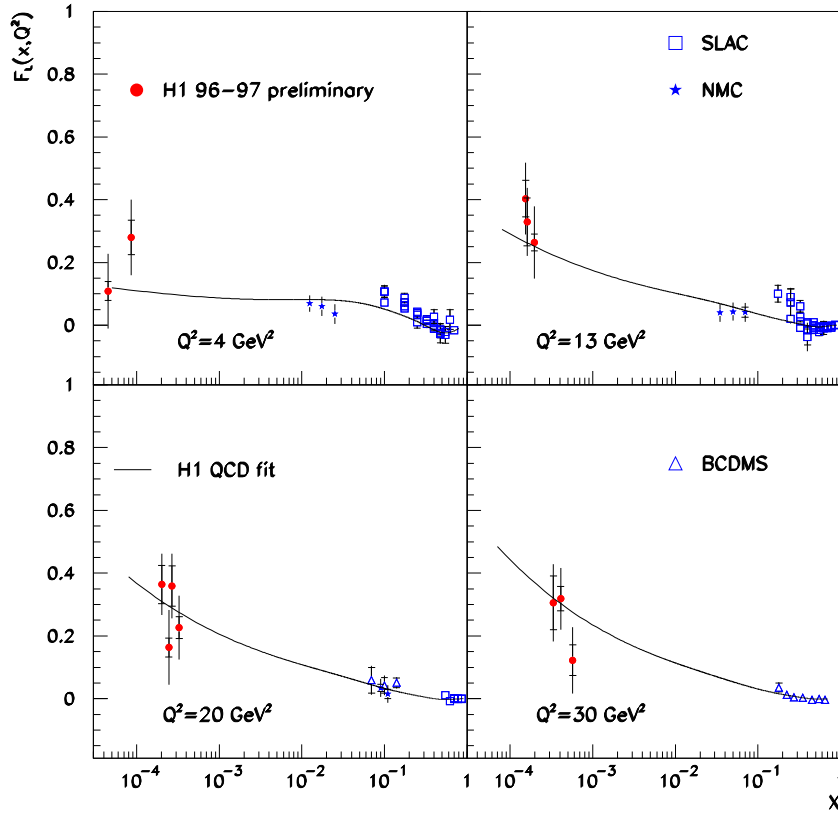 F_L(x,Q²)
1
0.8
0.6
0.4
0.2
0
H1 96-97 preliminary
SLAC
NMC
Q²=4 GeV²
Q²=13 GeV²
1
0.8
0.6
0.4
0.2
0
H1 QCD fit
BCDMS
Q²=20 GeV²
Q²=30 GeV²
10⁻⁴ 10⁻³ 10⁻² 10⁻¹ 1 10⁻⁴ 10⁻³ 10⁻² 10⁻¹ 1
x